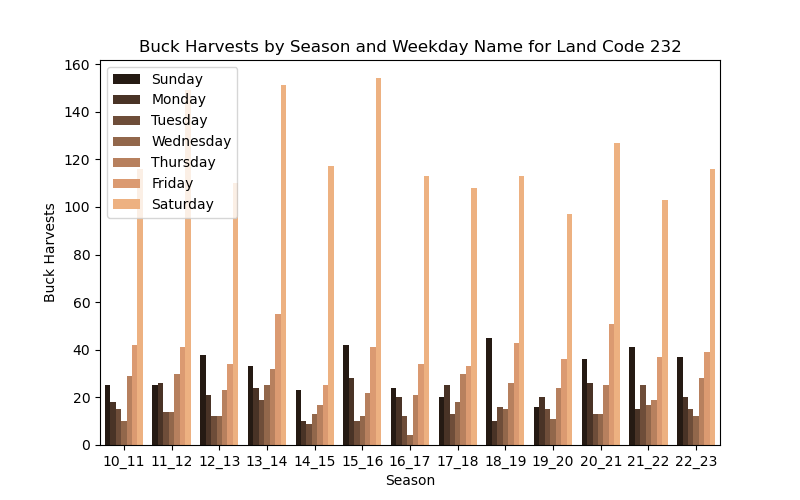 Buck Harvests by Season and Weekday Name for Land Code 232
Buck Harvests
160
140
120
100
80
60
40
20
0
Sunday
Monday
Tuesday
Wednesday
Thursday
Friday
Saturday
10_11 11_12 12_13 13_14 14_15 15_16 16_17 17_18 18_19 19_20 20_21 21_22 22_23
Season